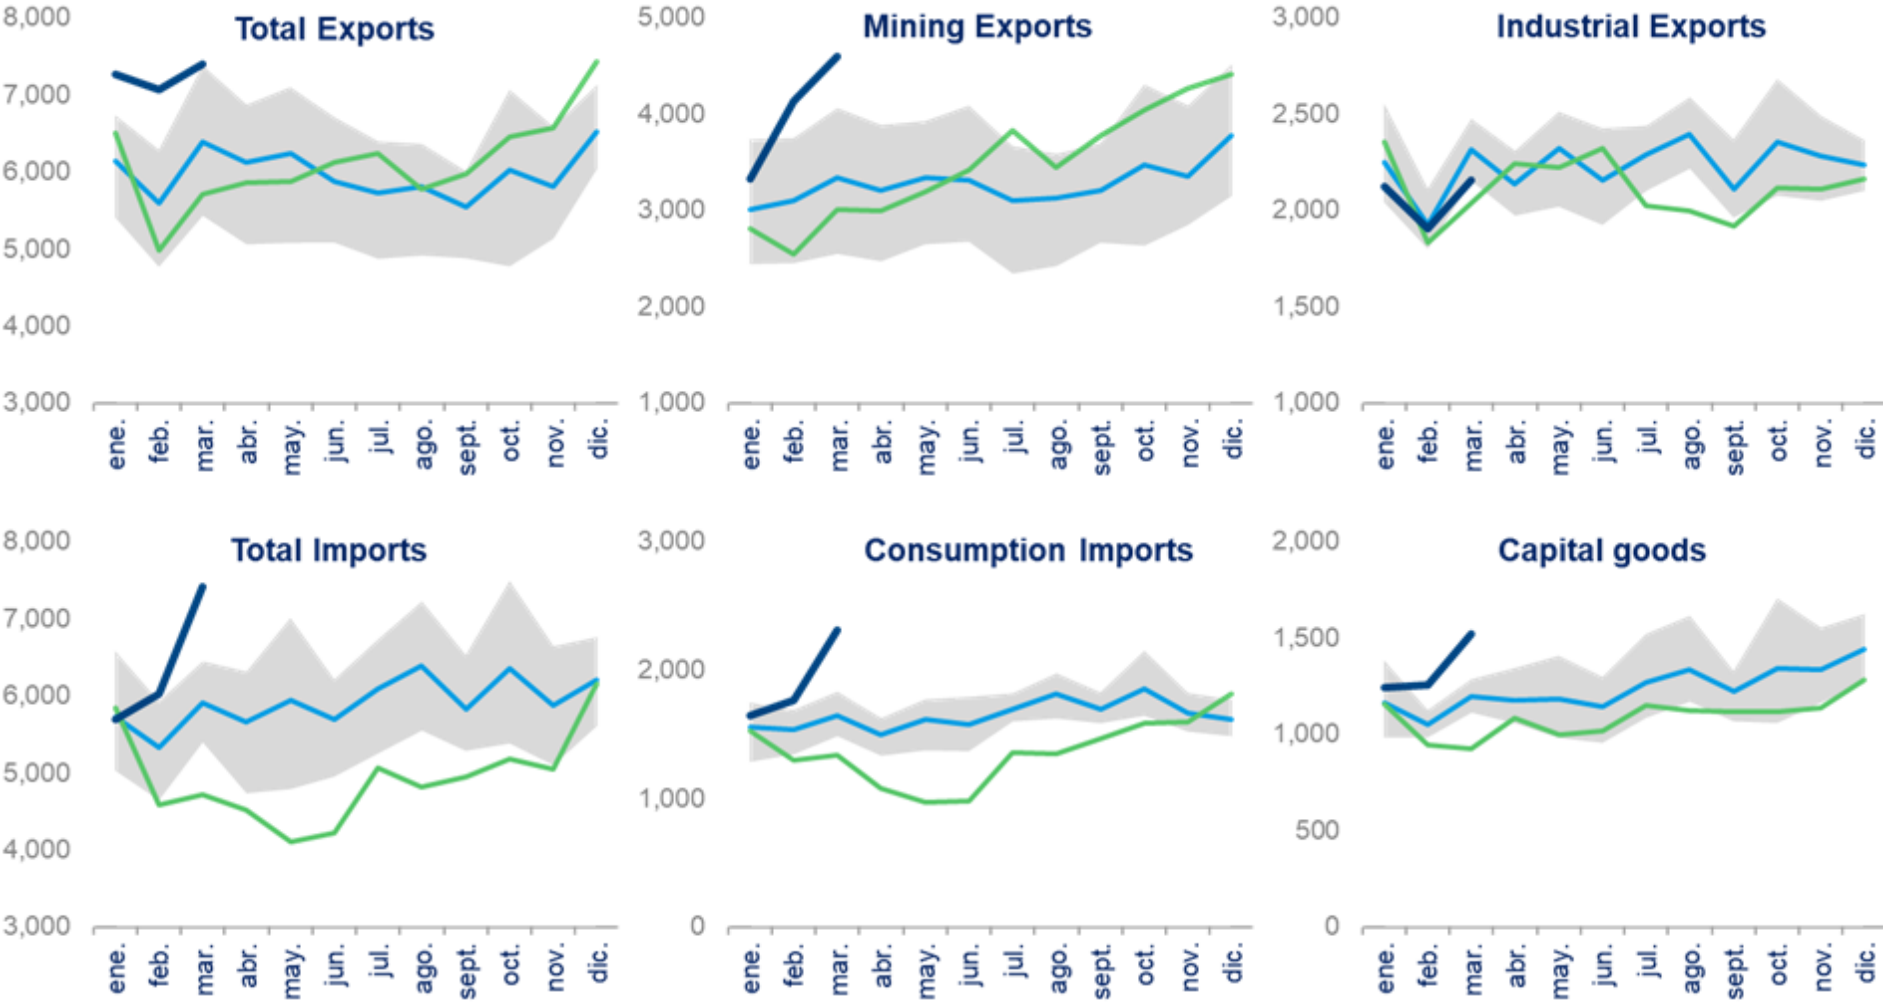 Total Exports
8,000
7,000
6,000
5,000
4,000
3,000
ene. feb. mar. abr. may. jun. jul. ago. sept. oct. nov. dic.
Mining Exports
5,000
4,000
3,000
2,000
1,000
ene. feb. mar. abr. may. jun. jul. ago. sept. oct. nov. dic.
Industrial Exports
3,000
2,500
2,000
1,500
1,000
ene. feb. mar. abr. may. jun. jul. ago. sept. oct. nov. dic.
Total Imports
8,000
7,000
6,000
5,000
4,000
3,000
ene. feb. mar. abr. may. jun. jul. ago. sept. oct. nov. dic.
Consumption Imports
3,000
2,000
1,000
0
ene. feb. mar. abr. may. jun. jul. ago. sept. oct. nov. dic.
Capital goods
2,000
1,500
1,000
500
0
ene. feb. mar. abr. may. jun. jul. ago. sept. oct. nov. dic.